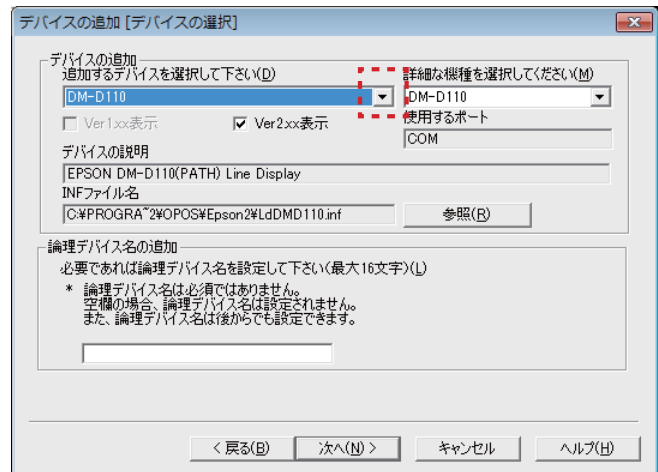 デバイスの追加 [デバイスの選択]
デバイスの追加
追加するデバイスを選択して下さい(D)
詳細な機種を選択してください(M)
DM-D110
DM-D110
Ver1.xx表示
Ver2.xx表示
使用するポート
COM
デバイスの説明
EPSON DM-D110(PATH) Line Display
INFファイル名
C:¥PROGRA~2¥OPOS¥Epson2¥LdDMD110.inf
参照(R)
論理デバイス名の追加
必要であれば論理デバイス名を設定して下さい(最大16文字)(L)
* 論理デバイス名は必須ではありません。
空欄の場合、論理デバイス名は設定されません。
また、論理デバイス名は後からでも設定できます。
< 戻る(B)
次へ(N) >
キャンセル
ヘルプ(H)